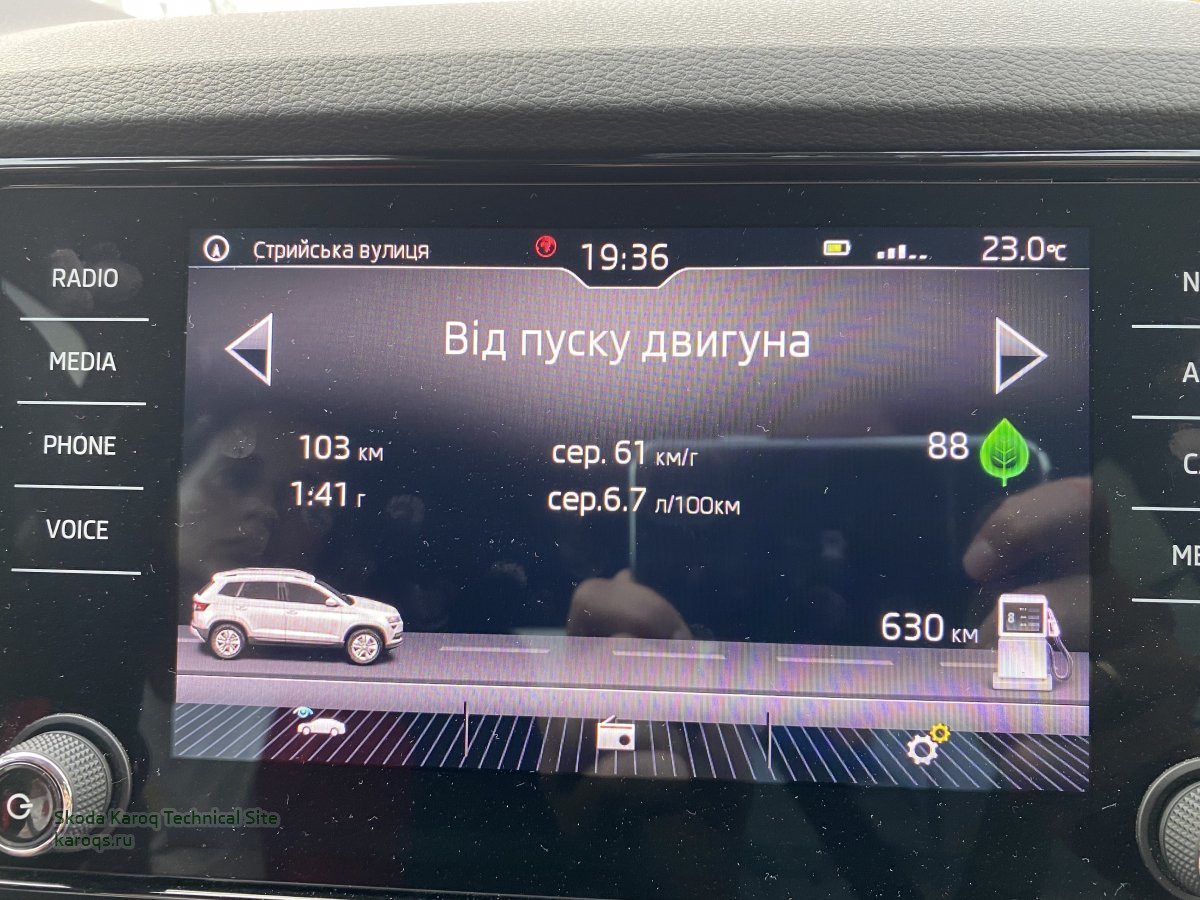 Стрийська вулиця 19:36 23.0°C
RADIO
MEDIA
PHONE
VOICE
Від пуску двигуна
103 км сер. 61 км/г 88
1:41 г сер.6.7 л/100км
630 км
8
Skoda Karoq Technical Site
karoqs.ru